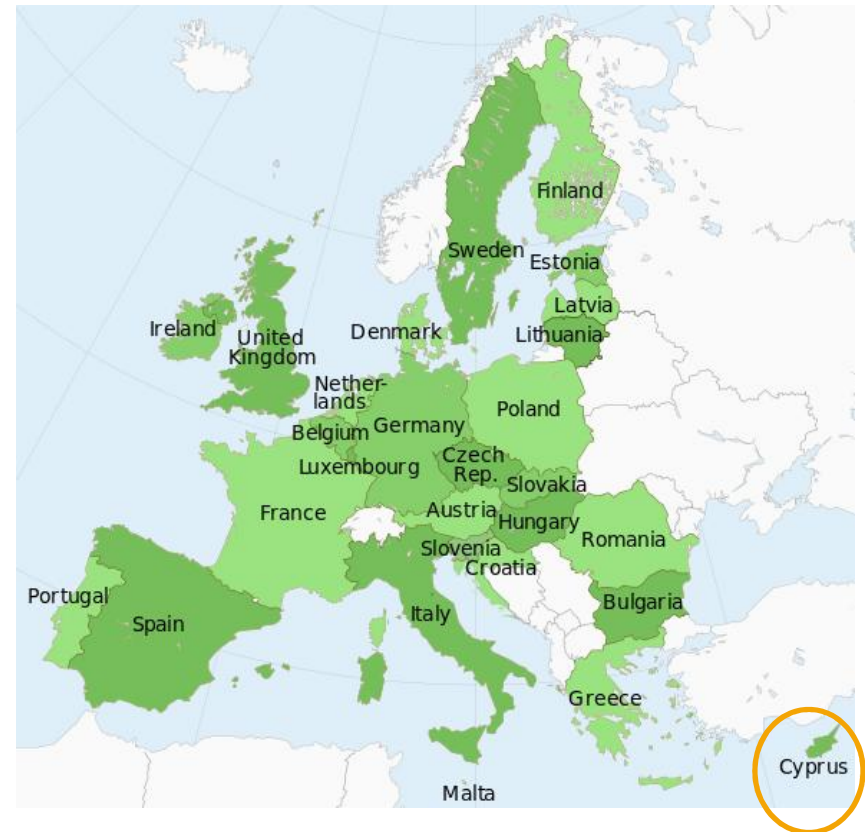 Finland
Sweden
Estonia
Latvia
Lithuania
Denmark
Ireland
United
Kingdom
Nether-
lands
Poland
Belgium
Germany
Luxembourg
Czech
Rep.
Slovakia
France
Austria
Hungary
Romania
Slovenia
Croatia
Portugal
Spain
Italy
Bulgaria
Greece
Cyprus
Malta